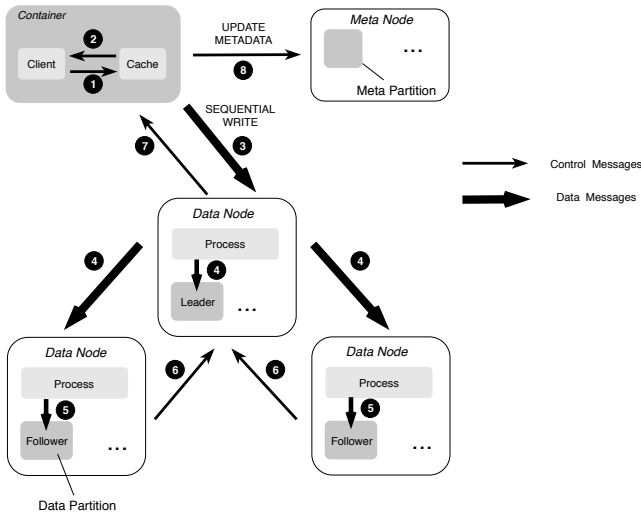 Container
2
Client
Cache
1
UPDATE
METADATA
8
Meta Node
...
Meta Partition
SEQUENTIAL
WRITE
7
3
Control Messages
Data Messages
Data Node
Process
4
Leader
...
4
4
Data Node
Process
5
Follower
...
6
6
Data Node
Process
5
Follower
...
Data Partition